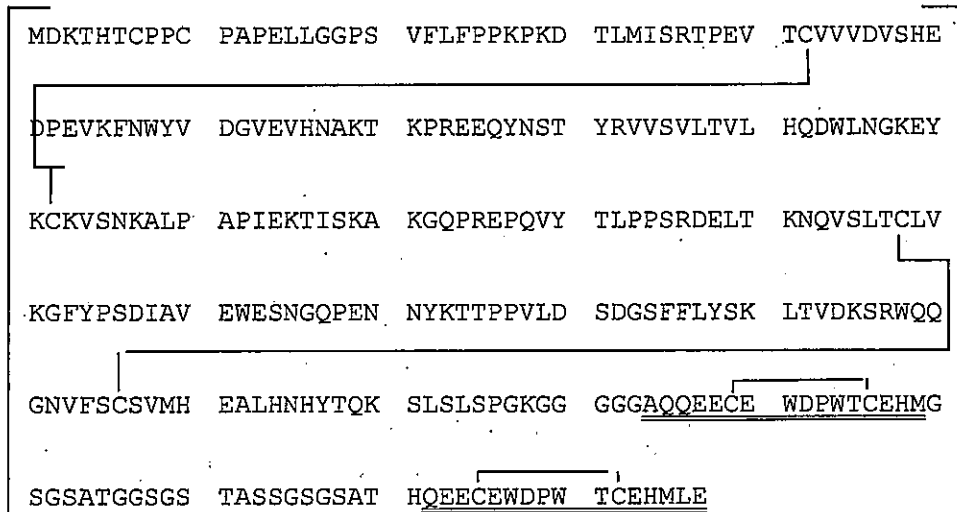 MDKTHTCPPC PAPELLGGPS VFLFPPKPKD TLMISRTPEV TCVVVDVSHE
DPEVKFNWYV DGVEVHNAKT KPREEQYNST YRVVSVLTVL HQDWLNGKEY
KCKVSNKALP APIEKTISKA KGQPREPQVY TLPPSRDELT KNQVSLTCLV
KGFYPSDIAV EWESNGQPEN NYKTTPPVLD SDGSFFLYSK LTVDKSRWQQ
GNVFSCSVMH EALHNHYTQK SLSLSPGKGG GGGAQQEECE WDPWTCEHMG
SGSATGGSGS TASSGSGSAT HQEECEWDPW TCEHMLE